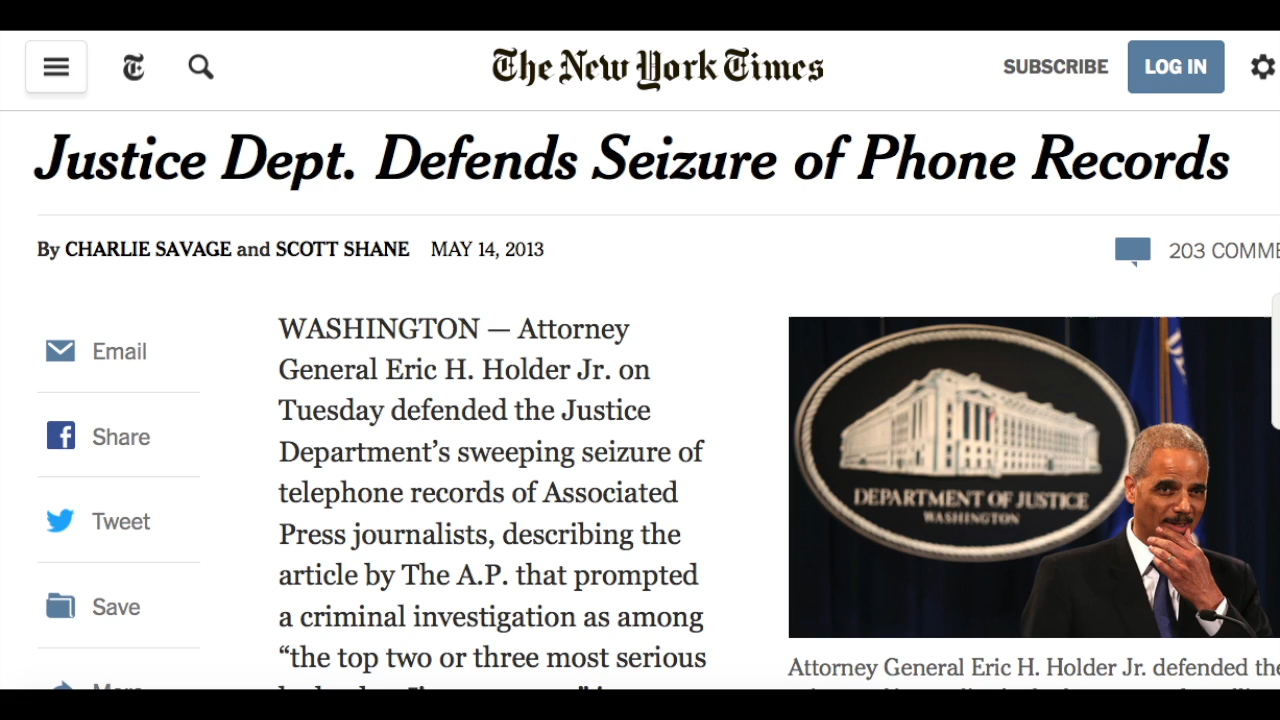 The New York Times
SUBSCRIBE
LOG IN
Justice Dept. Defends Seizure of Phone Records
By CHARLIE SAVAGE and SCOTT SHANE MAY 14, 2013
203 COMME
Email
Share
Tweet
Save
WASHINGTON — Attorney
General Eric H. Holder Jr. on
Tuesday defended the Justice
Department’s sweeping seizure of
telephone records of Associated
Press journalists, describing the
article by The A.P. that prompted
a criminal investigation as among
“the top two or three most serious
DEPARTMENT OF JUSTICE
WASHINGTON
Attorney General Eric H. Holder Jr. defended the